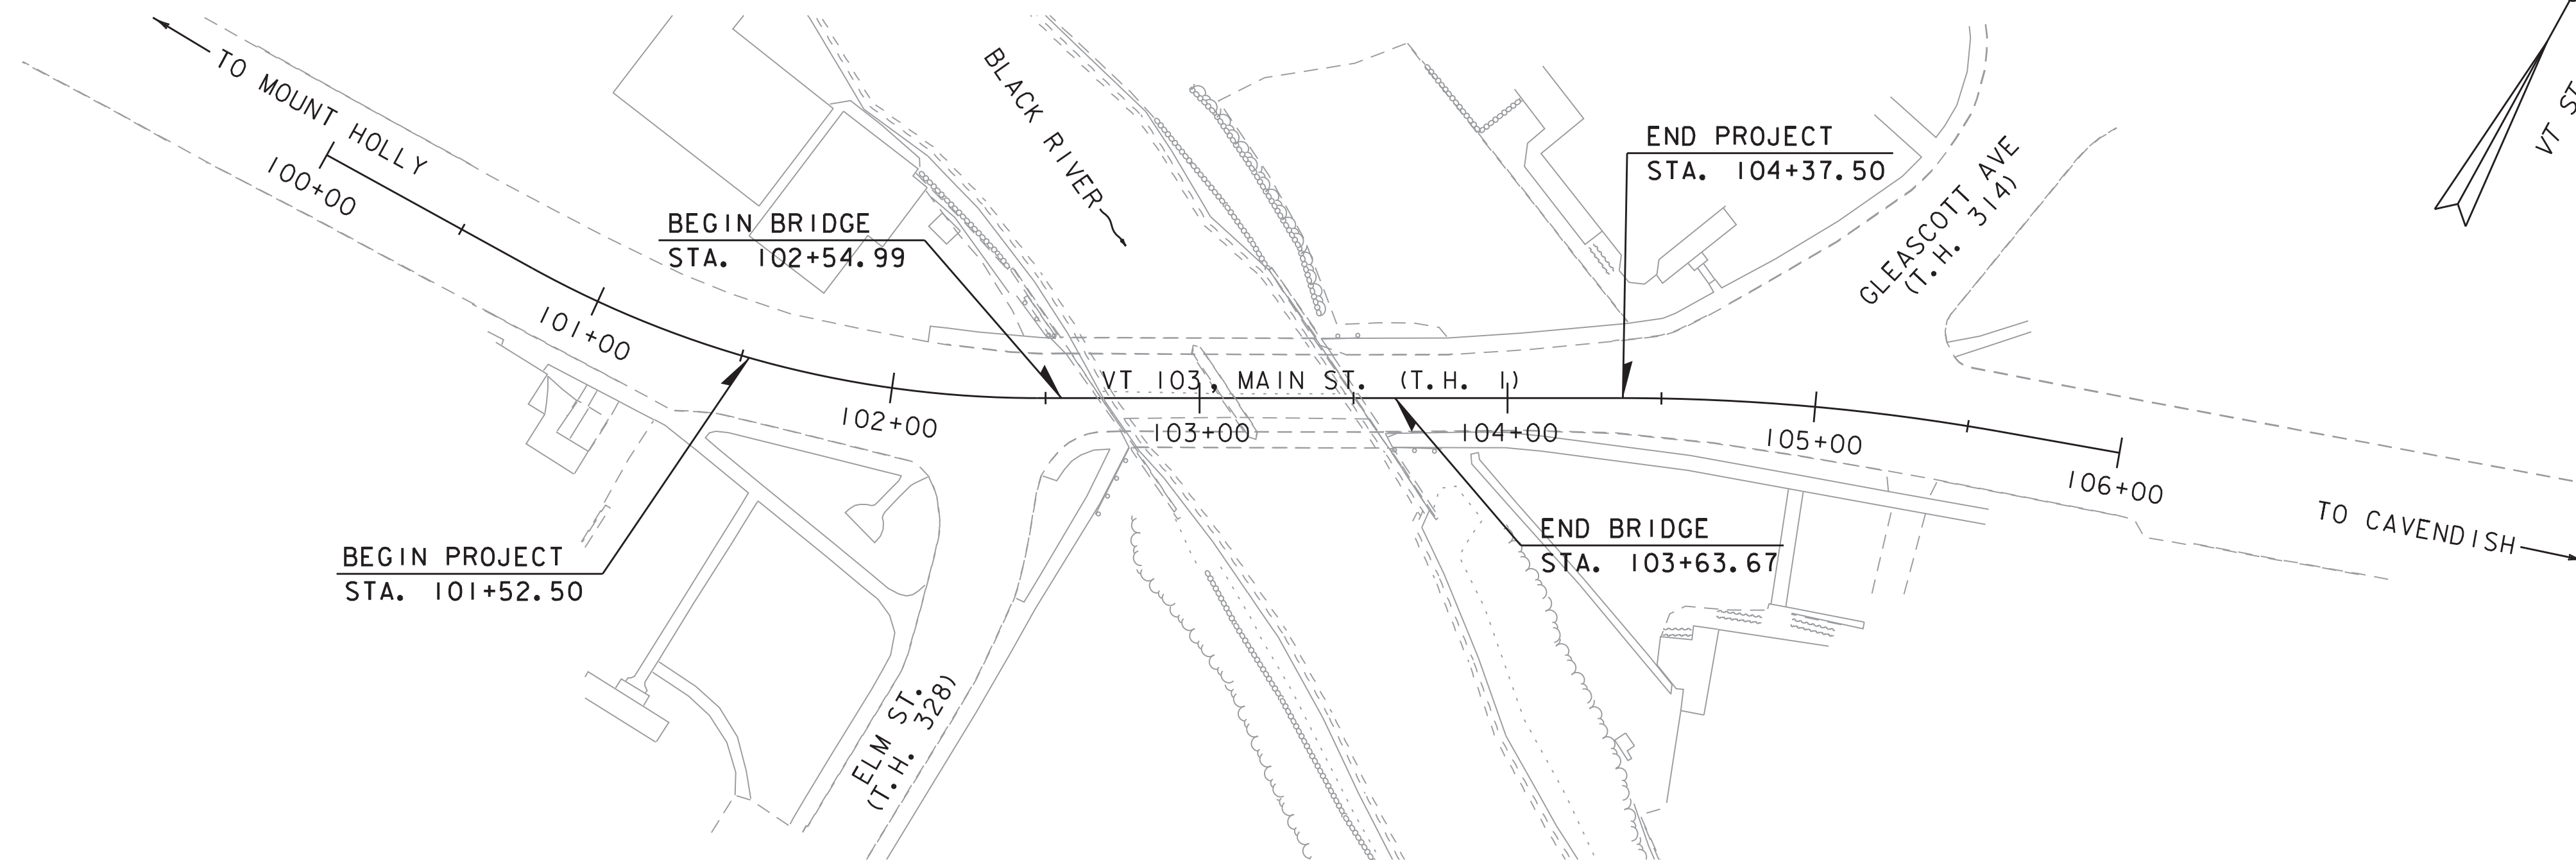 TO MOUNT HOLLY
100+00
BLACK RIVER
BEGIN BRIDGE
STA. 102+54.99
END PROJECT
STA. 104+37.50
GLEASCOTT AVE
(T.H. 314)
VT
101+00
102+00
VT 103, MAIN ST. (T.H. 1)
103+00
104+00
105+00
106+00
TO CAVENDISH
BEGIN PROJECT
STA. 101+52.50
END BRIDGE
STA. 103+63.67
ELM ST.
(T.H. 328)